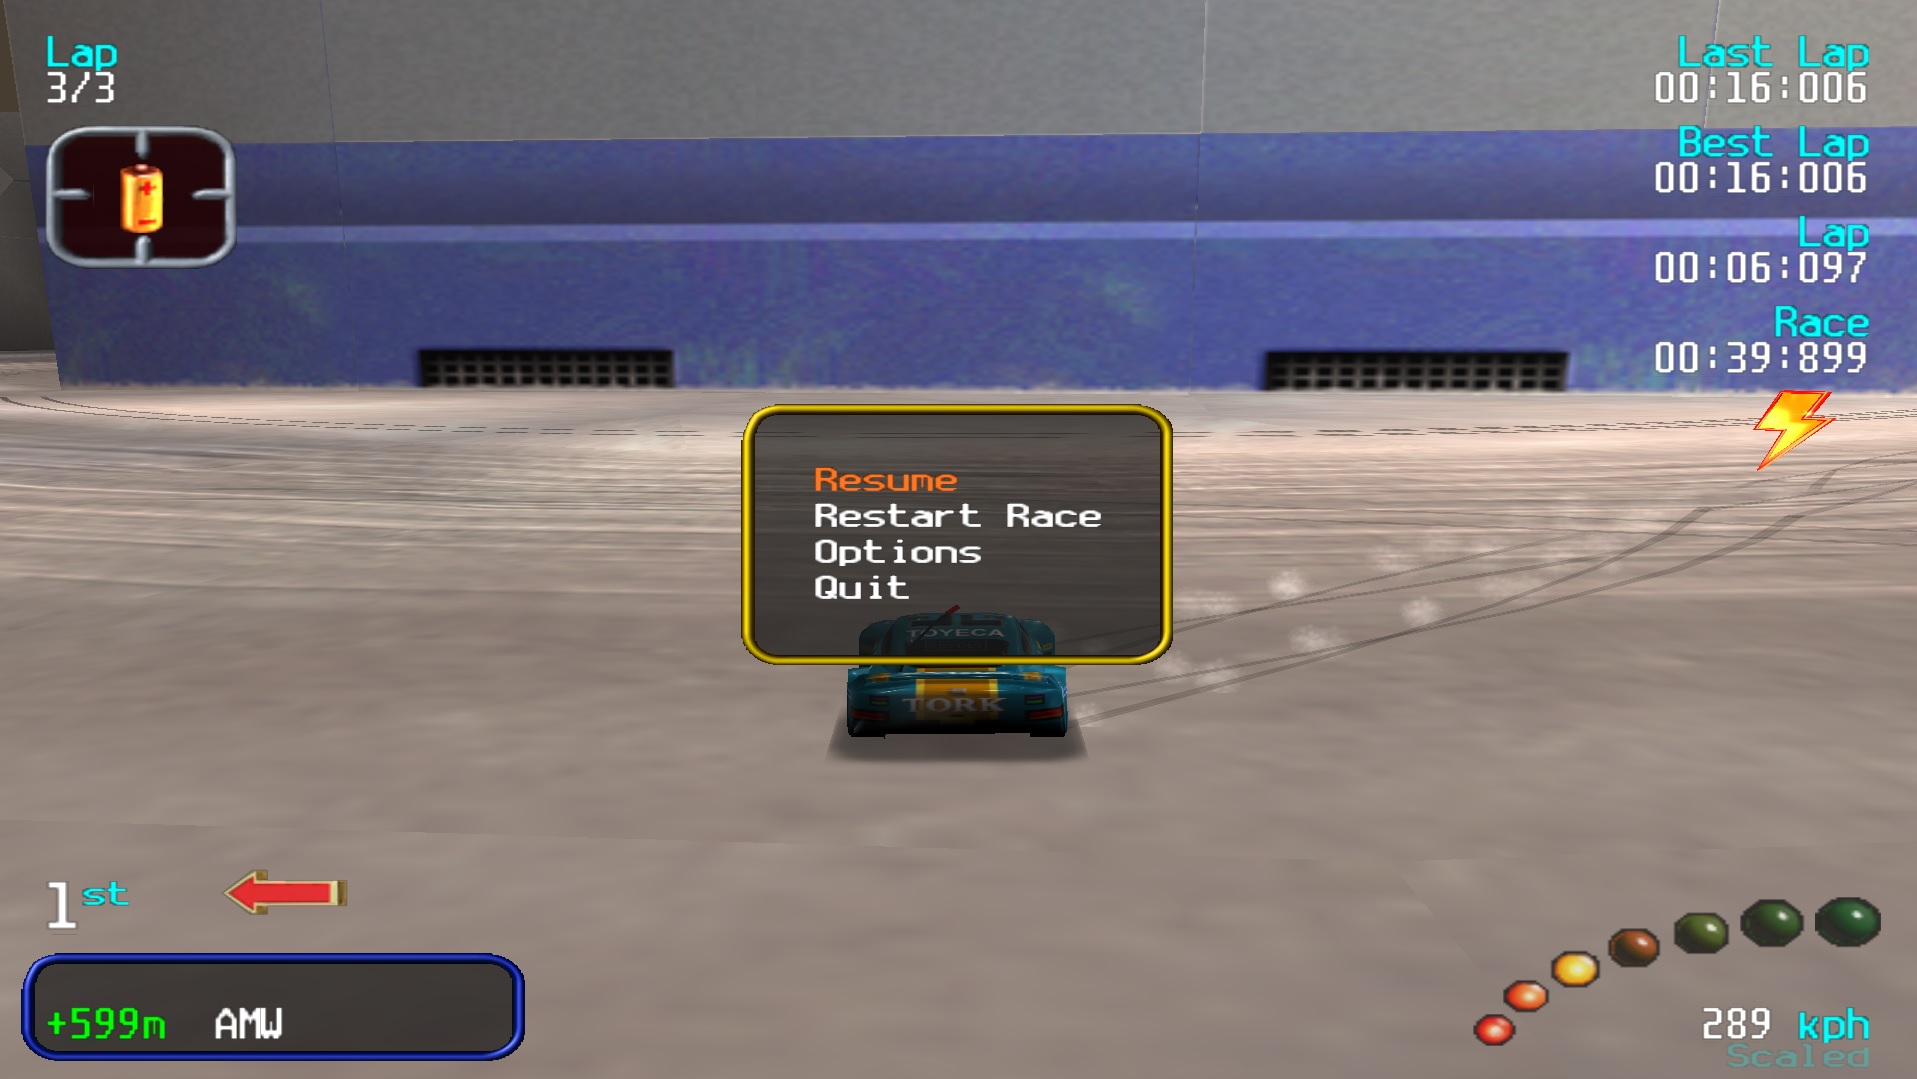 Lap
3/3
Last Lap
00:16:006
Best Lap
00:16:006
Lap
00:06:097
Race
00:39:899
Resume
Restart Race
Options
Quit
TOYECA
TORK
1st
+599m AMW
289 kph
Scaled